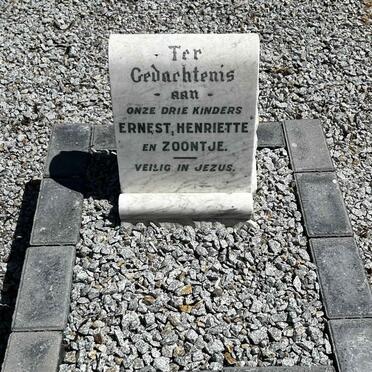 Ter
Gedachtenis
- aan -
ONZE DRIE KINDERS
ERNEST, HENRIETTE
EN ZOONTJE.
VEILIG IN JEZUS.